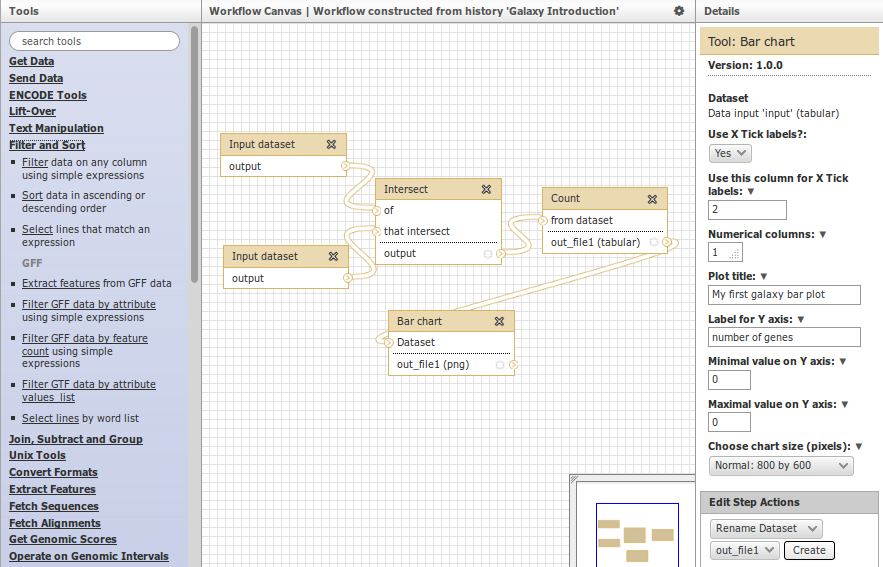 Tools
search tools
Get Data
Send Data
ENCODE Tools
Lift-Over
Text Manipulation
Filter and Sort
Filter data on any column
using simple expressions
Sort data in ascending or
descending order
Select lines that match an
expression
GFF
Extract features from GFF data
Filter GFF data by attribute
using simple expressions
Filter GFF data by feature
count using simple
expressions
Filter GTF data by attribute
values_list
Select lines by word list
Join, Subtract and Group
Unix Tools
Convert Formats
Extract Features
Fetch Sequences
Fetch Alignments
Get Genomic Scores
Operate on Genomic Intervals
Workflow Canvas | Workflow constructed from history 'Galaxy Introduction'
Input dataset
output
Input dataset
output
Intersect
of
that intersect
output
Count
from dataset
out_file1 (tabular)
Bar chart
Dataset
out_file1 (png)
Details
Tool: Bar chart
Version: 1.0.0
Dataset
Data input 'input' (tabular)
Use X Tick labels?:
Yes
Use this column for X Tick
labels:
2
Numerical columns:
1
Plot title:
My first galaxy bar plot
Label for Y axis:
number of genes
Minimal value on Y axis:
0
Maximal value on Y axis:
0
Choose chart size (pixels):
Normal: 800 by 600
Edit Step Actions
Rename Dataset
out_file1 Create